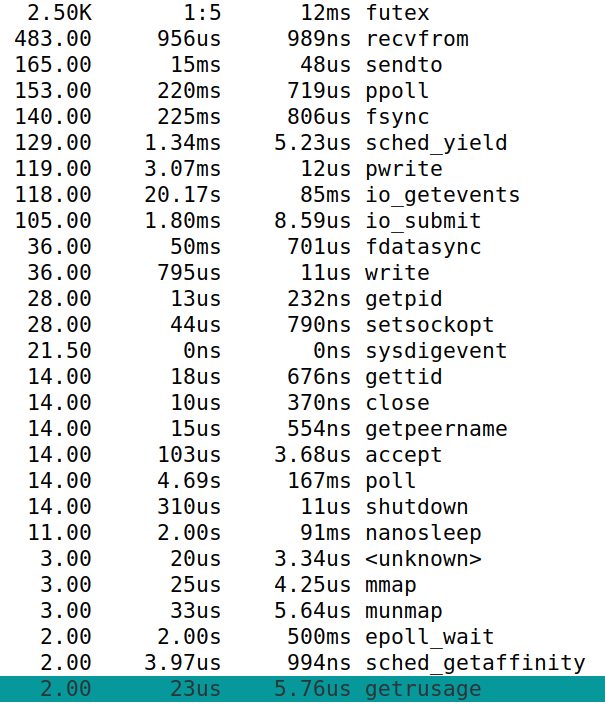 2.50K 1:5 12ms futex
483.00 956us 989ns recvfrom
165.00 15ms 48us sendto
153.00 220ms 719us ppoll
140.00 225ms 806us fsync
129.00 1.34ms 5.23us sched_yield
119.00 3.07ms 12us pwrite
118.00 20.17s 85ms io_getevents
105.00 1.80ms 8.59us io_submit
36.00 50ms 701us fdatasync
36.00 795us 11us write
28.00 13us 232ns getpid
28.00 44us 790ns setsockopt
21.50 0ns 0ns sysdigevent
14.00 18us 676ns gettid
14.00 10us 370ns close
14.00 15us 554ns getpeername
14.00 103us 3.68us accept
14.00 4.69s 167ms poll
14.00 310us 11us shutdown
11.00 2.00s 91ms nanosleep
3.00 20us 3.34us <unknown>
3.00 25us 4.25us mmap
3.00 33us 5.64us munmap
2.00 2.00s 500ms epoll_wait
2.00 3.97us 994ns sched_getaffinity
2.00 23us 5.76us getrusage